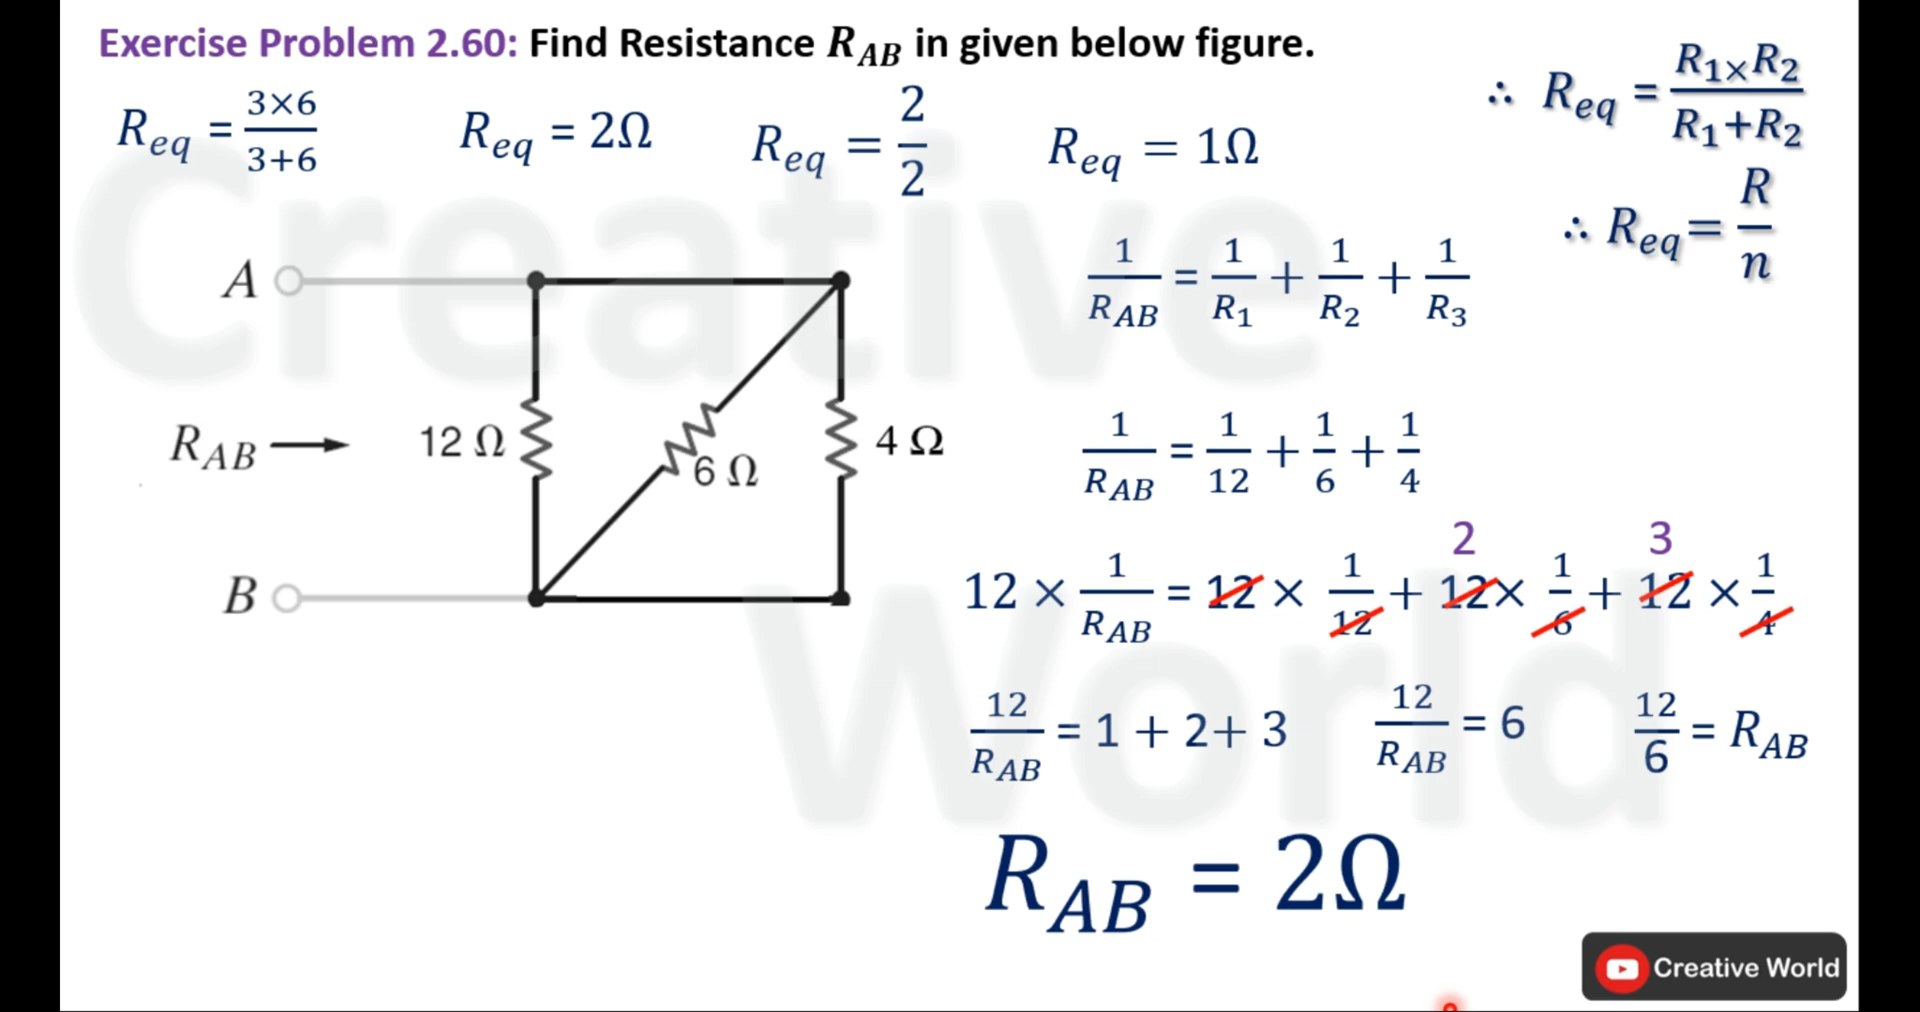 Exercise Problem 2.60: Find Resistance R_AB in given below figure.
R_eq = 3×6/3+6 R_eq = 2Ω R_eq = 2/2 R_eq = 1Ω ∴ R_eq = R1×R2/R1+R2
∴ R_eq = R/n
1/R_AB = 1/R1 + 1/R2 + 1/R3
A
R_AB 12 Ω 6 Ω 4 Ω
B
1/R_AB = 1/12 + 1/6 + 1/4
2 3
12 × 1/R_AB = 12 × 1/12 + 12 × 1/6 + 12 × 1/4
12/R_AB = 1 + 2 + 3 12/R_AB = 6 12/6 = R_AB
R_AB = 2Ω
Creative
World
Creative World